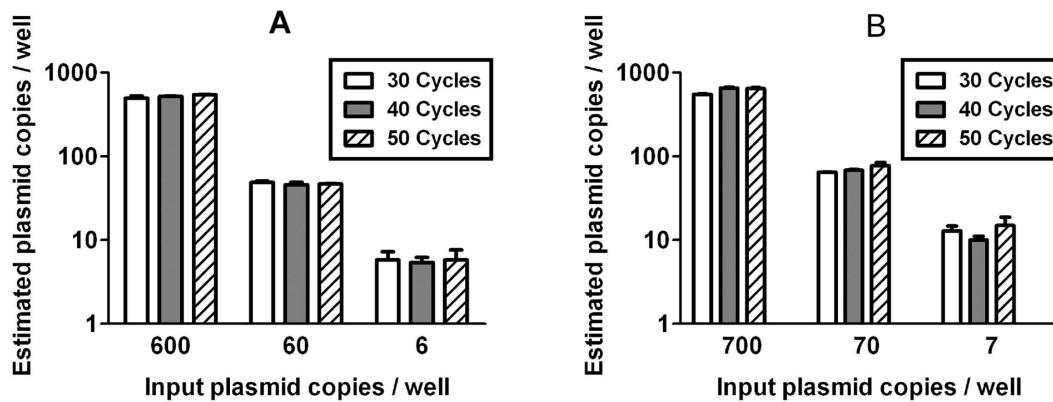 A
Estimated plasmid copies / well
1000
100
10
1
30 Cycles
40 Cycles
50 Cycles
600 60 6
Input plasmid copies / well
B
Estimated plasmid copies / well
1000
100
10
1
30 Cycles
40 Cycles
50 Cycles
700 70 7
Input plasmid copies / well